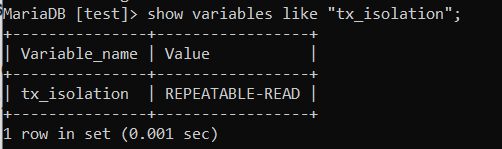 MariaDB [test]> show variables like "tx_isolation";
+---------------+-----------------+
| Variable_name | Value           |
+---------------+-----------------+
| tx_isolation  | REPEATABLE-READ |
+---------------+-----------------+
1 row in set (0.001 sec)